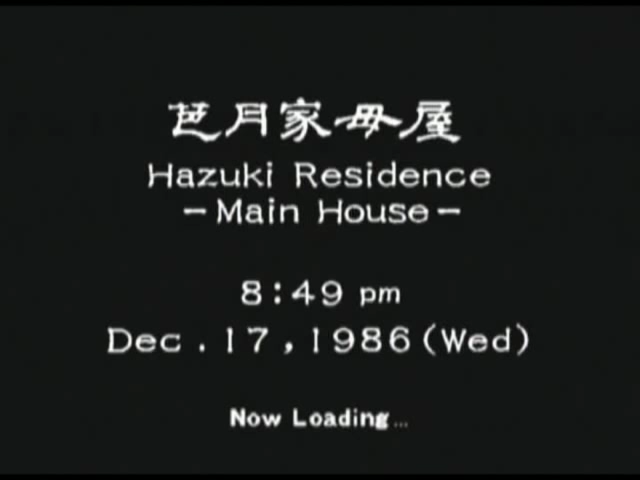 芭月家母屋
Hazuki Residence
－Main House－
8:49 pm
Dec.17,1986(Wed)
Now Loading...